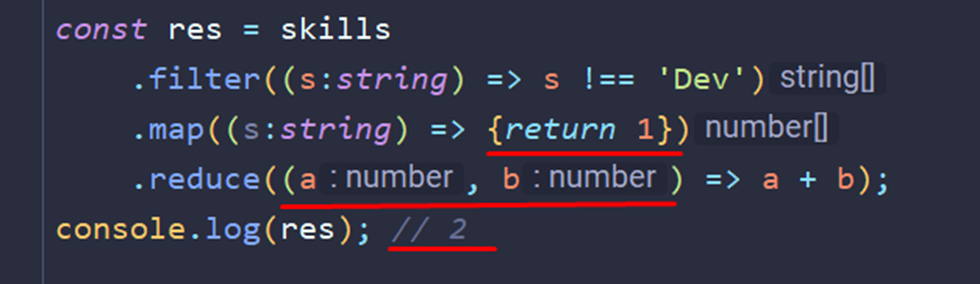 const res = skills
.filter((s:string) => s !== 'Dev') string[]
.map((s:string) => {return 1}) number[]
.reduce((a : number, b : number) => a + b);
console.log(res); // 2